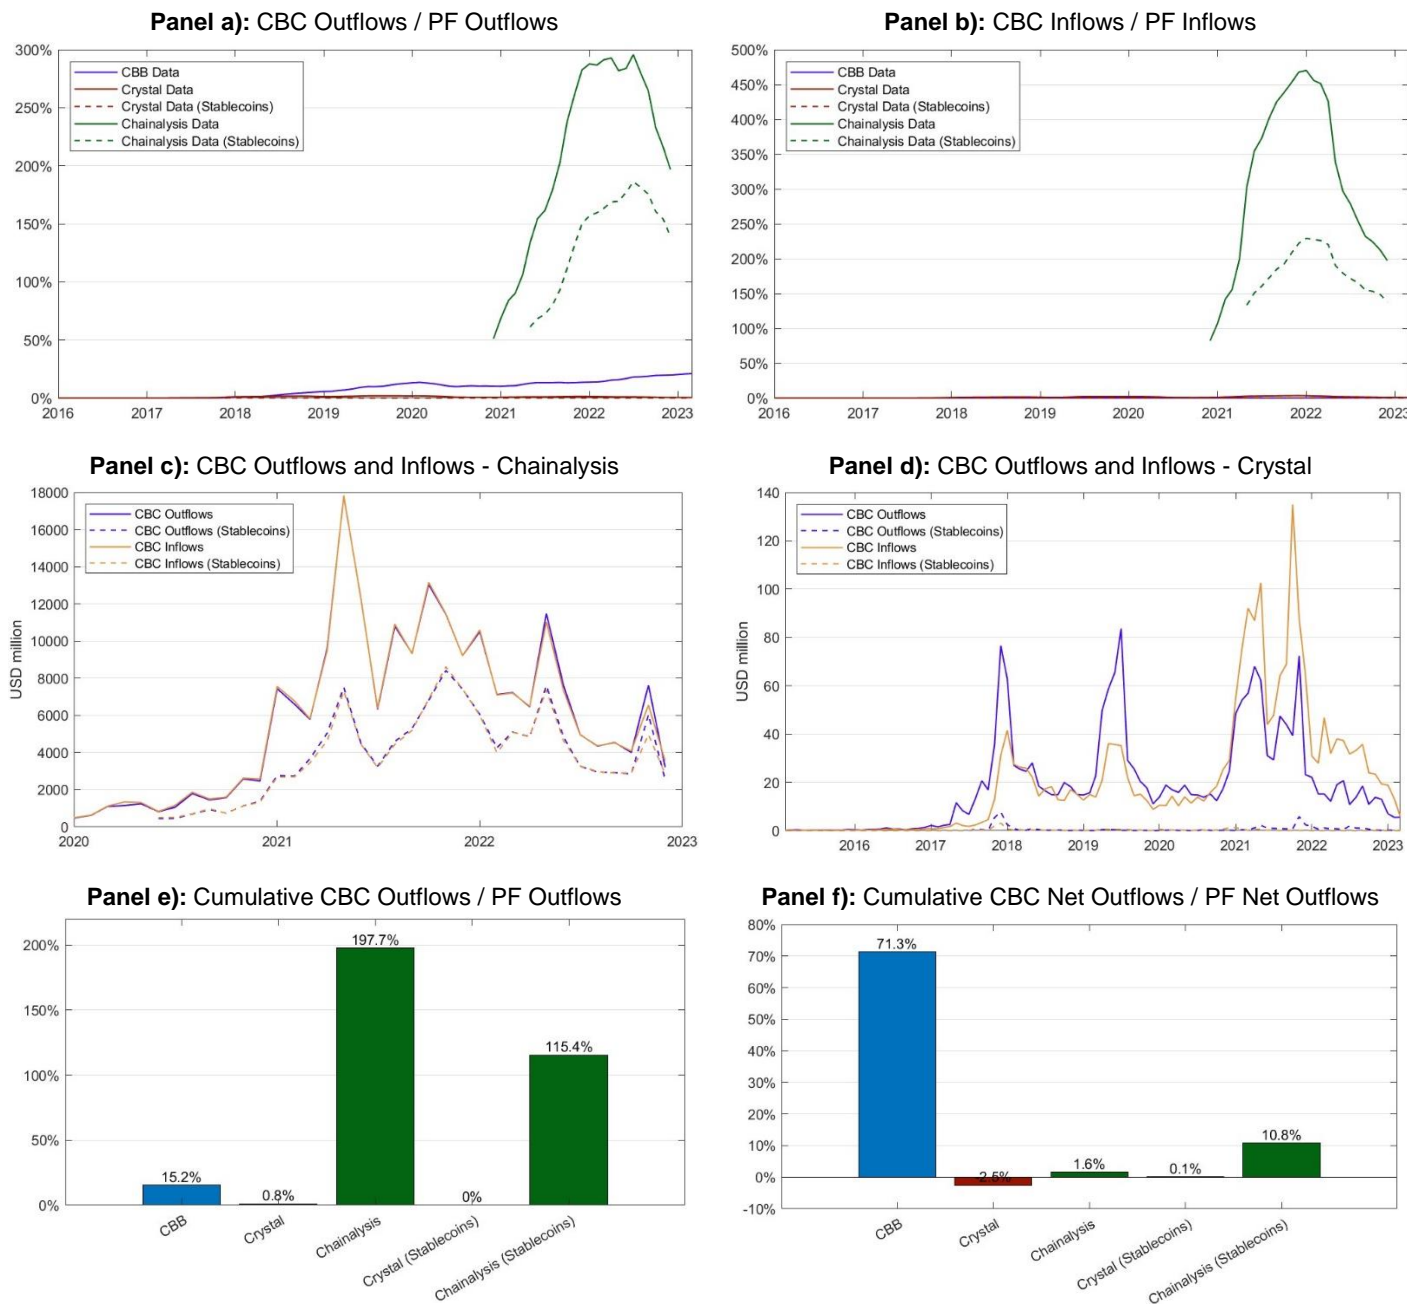 Panel a): CBC Outflows / PF Outflows
300%
250%
200%
150%
100%
50%
0%
CBB Data
Crystal Data
Crystal Data (Stablecoins)
Chainalysis Data
Chainalysis Data (Stablecoins)
2016 2017 2018 2019 2020 2021 2022 2023
Panel b): CBC Inflows / PF Inflows
500%
450%
400%
350%
300%
250%
200%
150%
100%
50%
0%
CBB Data
Crystal Data
Crystal Data (Stablecoins)
Chainalysis Data
Chainalysis Data (Stablecoins)
2016 2017 2018 2019 2020 2021 2022 2023
Panel c): CBC Outflows and Inflows - Chainalysis
USD million
18000
16000
14000
12000
10000
8000
6000
4000
2000
0
CBC Outflows
CBC Outflows (Stablecoins)
CBC Inflows
CBC Inflows (Stablecoins)
2020 2021 2022 2023
Panel d): CBC Outflows and Inflows - Crystal
USD million
140
120
100
80
60
40
20
0
CBC Outflows
CBC Outflows (Stablecoins)
CBC Inflows
CBC Inflows (Stablecoins)
2016 2017 2018 2019 2020 2021 2022 2023
Panel e): Cumulative CBC Outflows / PF Outflows
200%
150%
100%
50%
0%
15.2%
0.8%
197.7%
0%
115.4%
CBB
Crystal
Chainalysis
Crystal (Stablecoins)
Chainalysis (Stablecoins)
Panel f): Cumulative CBC Net Outflows / PF Net Outflows
80%
70%
60%
50%
40%
30%
20%
10%
0%
-10%
71.3%
-2.5%
1.6%
0.1%
10.8%
CBB
Crystal
Chainalysis
Crystal (Stablecoins)
Chainalysis (Stablecoins)